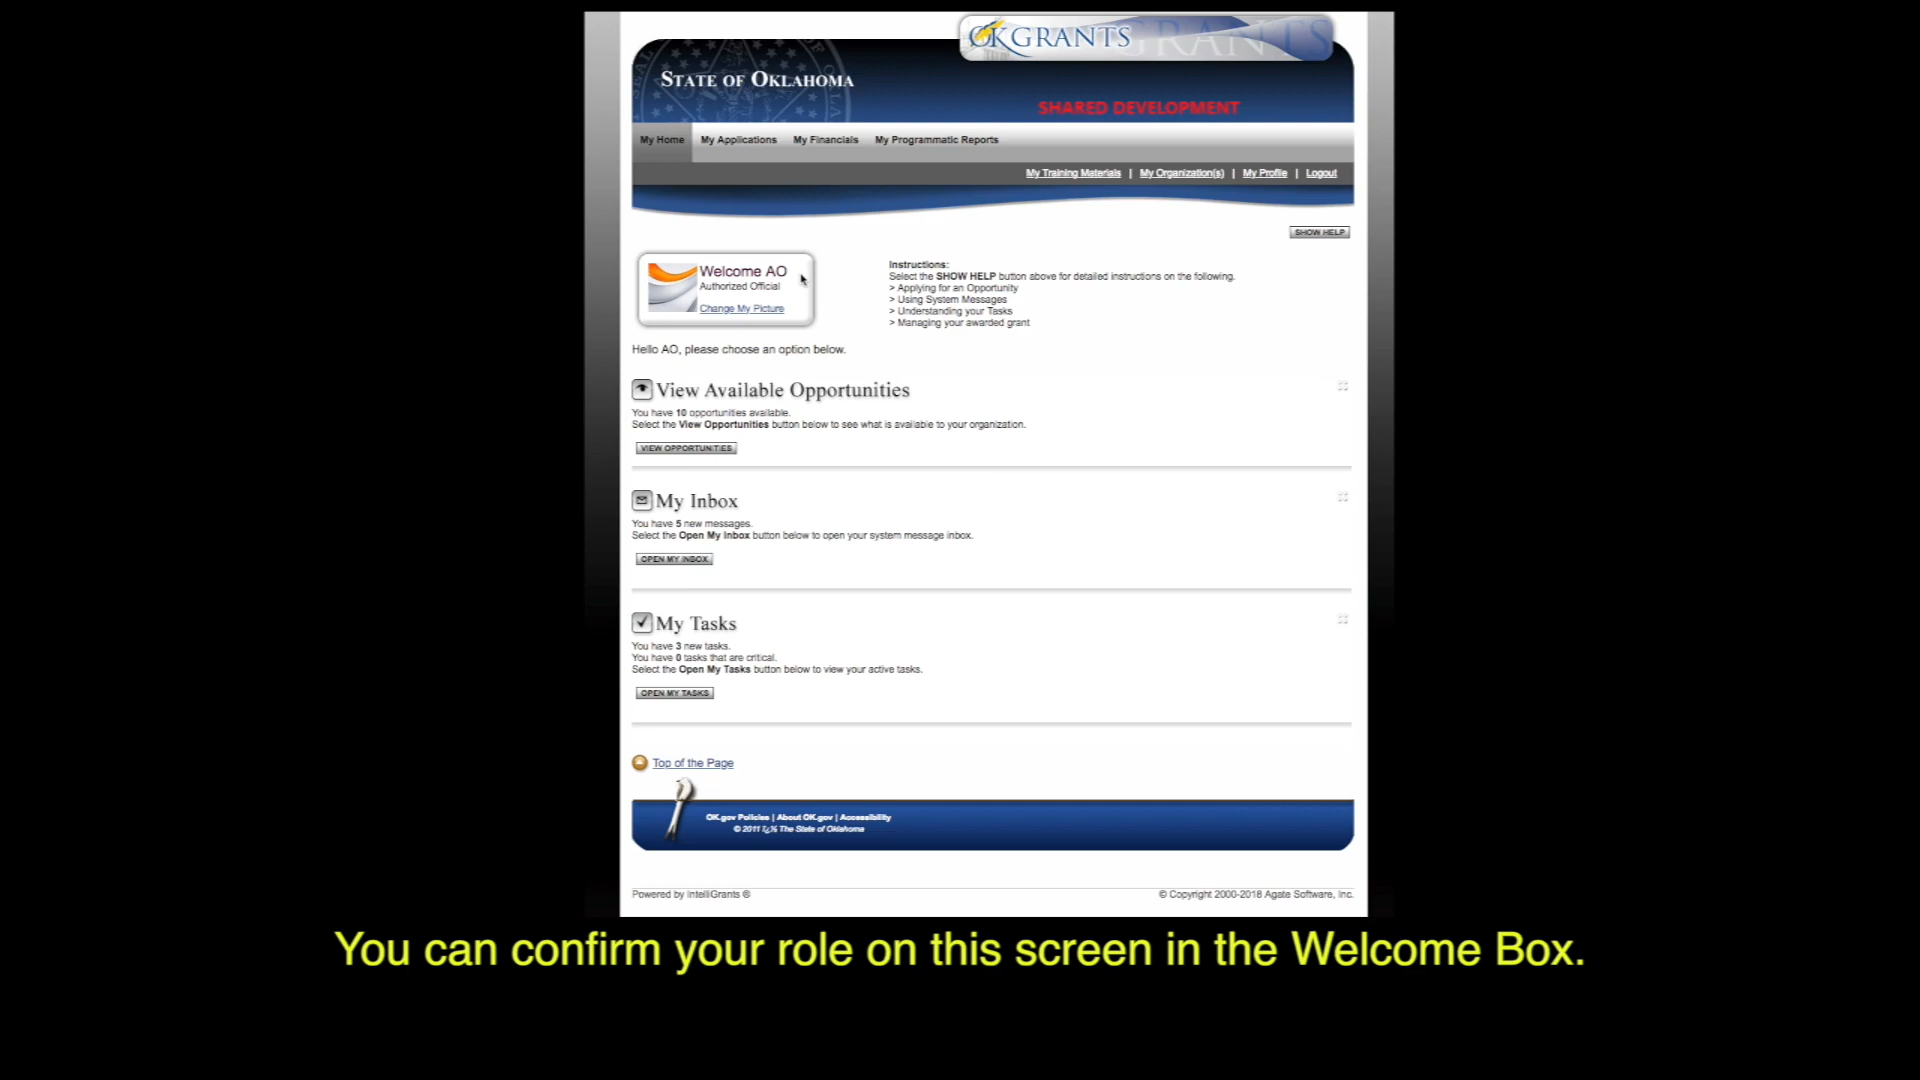 OKGRANTS
STATE OF OKLAHOMA
SHARED DEVELOPMENT
My Home My Applications My Financials My Programmatic Reports
My Training Materials | My Organization(s) | My Profile | Logout
SHOW HELP
Welcome AO
Authorized Official
Change My Picture
Instructions:
Select the SHOW HELP button above for detailed instructions on the following.
> Applying for an Opportunity
> Using System Messages
> Understanding your Tasks
> Managing your awarded grant
Hello AO, please choose an option below.
View Available Opportunities
You have 10 opportunities available.
Select the View Opportunities button below to see what is available to your organization.
VIEW OPPORTUNITIES
My Inbox
You have 5 new messages.
Select the Open My Inbox button below to open your system message inbox.
OPEN MY INBOX
My Tasks
You have 3 new tasks.
You have 0 tasks that are critical.
Select the Open My Tasks button below to view your active tasks.
OPEN MY TASKS
Top of the Page
OK.gov Policies | About OK.gov | Accessibility
© 2011 ï¿½ The State of Oklahoma
Powered by IntelliGrants ®
© Copyright 2000-2018 Agate Software, Inc.
You can confirm your role on this screen in the Welcome Box.